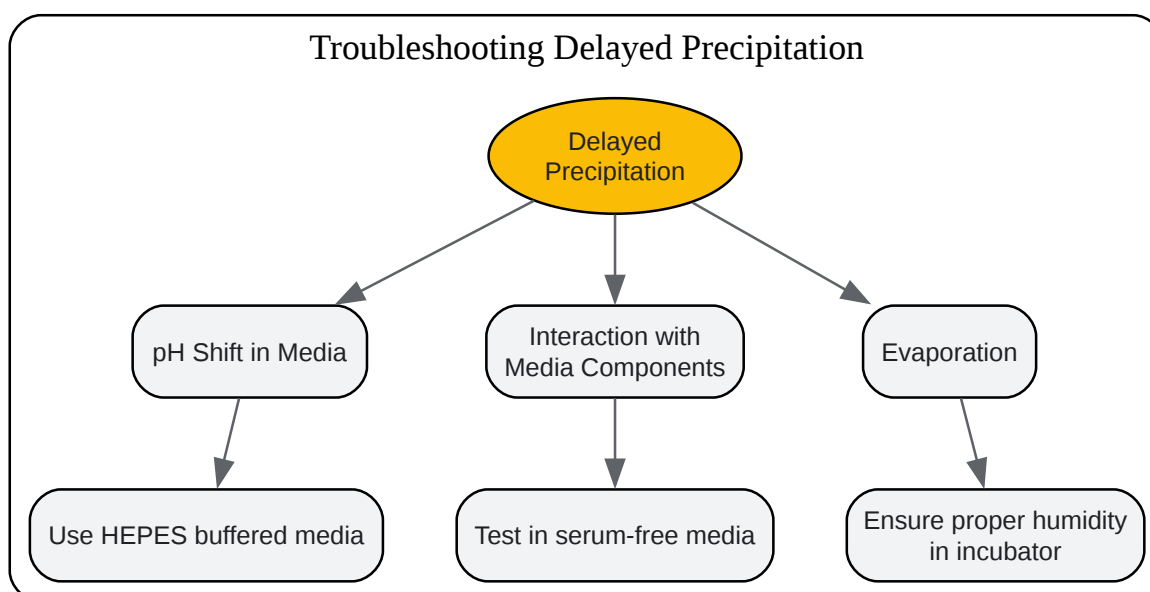 Troubleshooting Delayed Precipitation
Delayed
Precipitation
pH Shift in Media
Interaction with
Media Components
Evaporation
Use HEPES buffered media
Test in serum-free media
Ensure proper humidity
in incubator